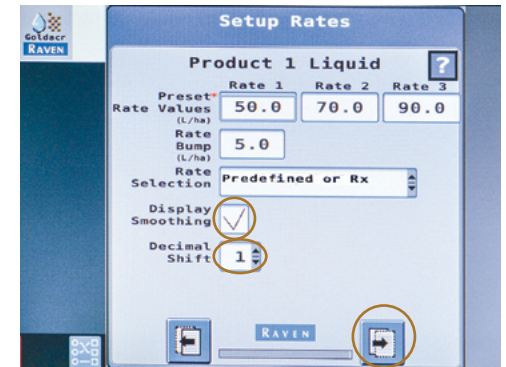 Goldacr
RAVEN
Setup Rates
Product 1 Liquid
?
Rate 1 Rate 2 Rate 3
Preset*
Rate Values 50.0 70.0 90.0
(L/ha)
Rate
Bump 5.0
(L/ha)
Rate
Selection Predefined or Rx
Display
Smoothing
Decimal
Shift 1
RAVEN